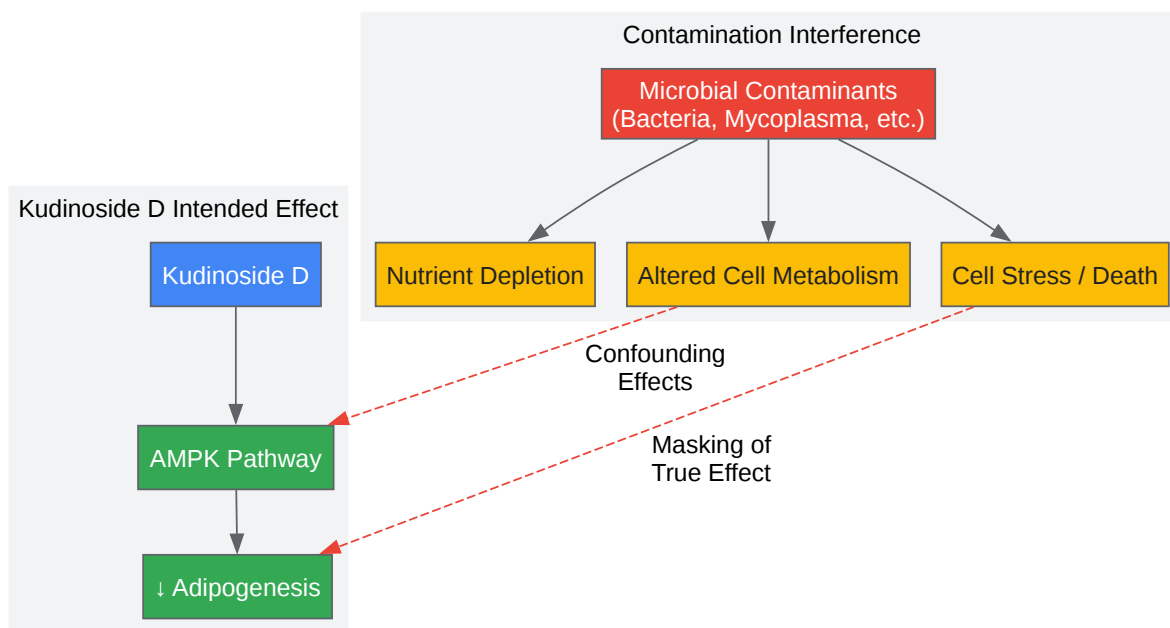 Contamination Interference
Microbial Contaminants
(Bacteria, Mycoplasma, etc.)
Kudinoside D Intended Effect
Kudinoside D
Nutrient Depletion
Altered Cell Metabolism
Cell Stress / Death
Confounding
Effects
AMPK Pathway
Masking of
True Effect
↓ Adipogenesis